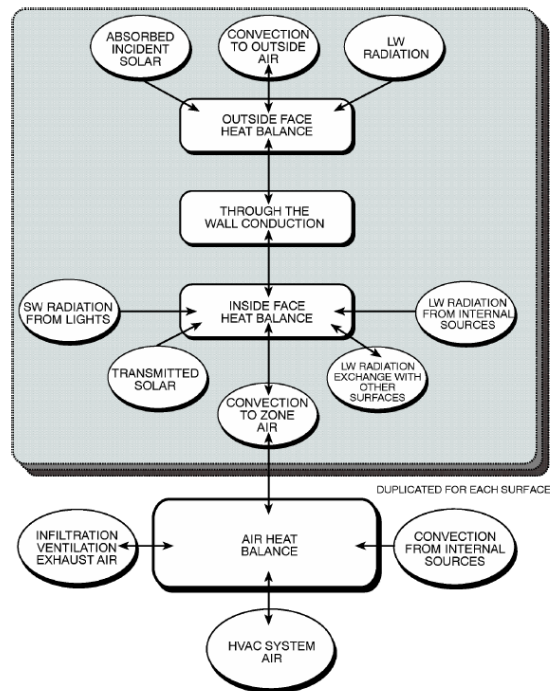 ABSORBED
INCIDENT
SOLAR
CONVECTION
TO OUTSIDE
AIR
LW
RADIATION
OUTSIDE FACE
HEAT BALANCE
THROUGH THE
WALL CONDUCTION
SW RADIATION
FROM LIGHTS
INSIDE FACE
HEAT BALANCE
LW RADIATION
FROM INTERNAL
SOURCES
TRANSMITTED
SOLAR
LW RADIATION
EXCHANGE WITH
OTHER
SURFACES
CONVECTION
TO ZONE
AIR
DUPLICATED FOR EACH SURFACE
INFILTRATION
VENTILATION
EXHAUST AIR
AIR HEAT
BALANCE
CONVECTION
FROM INTERNAL
SOURCES
HVAC SYSTEM
AIR